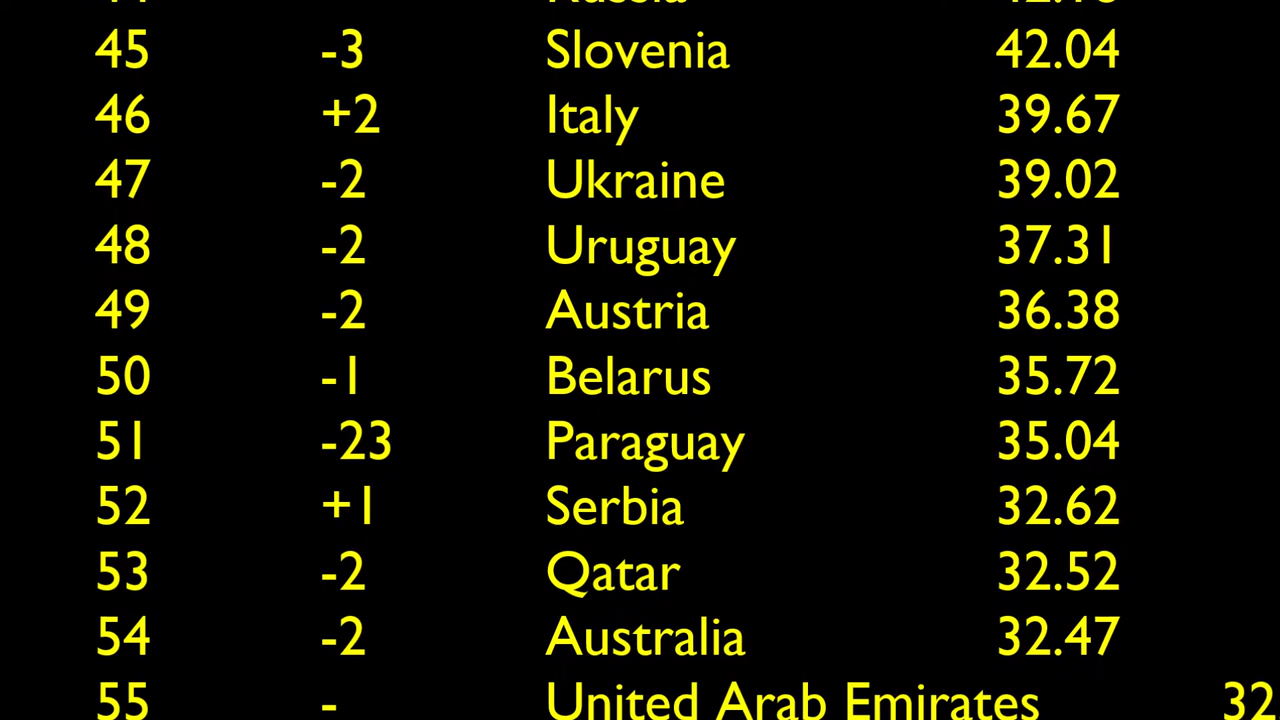 45 -3 Slovenia 42.04
46 +2 Italy 39.67
47 -2 Ukraine 39.02
48 -2 Uruguay 37.31
49 -2 Austria 36.38
50 -1 Belarus 35.72
51 -23 Paraguay 35.04
52 +1 Serbia 32.62
53 -2 Qatar 32.52
54 -2 Australia 32.47
55 - United Arab Emirates 32